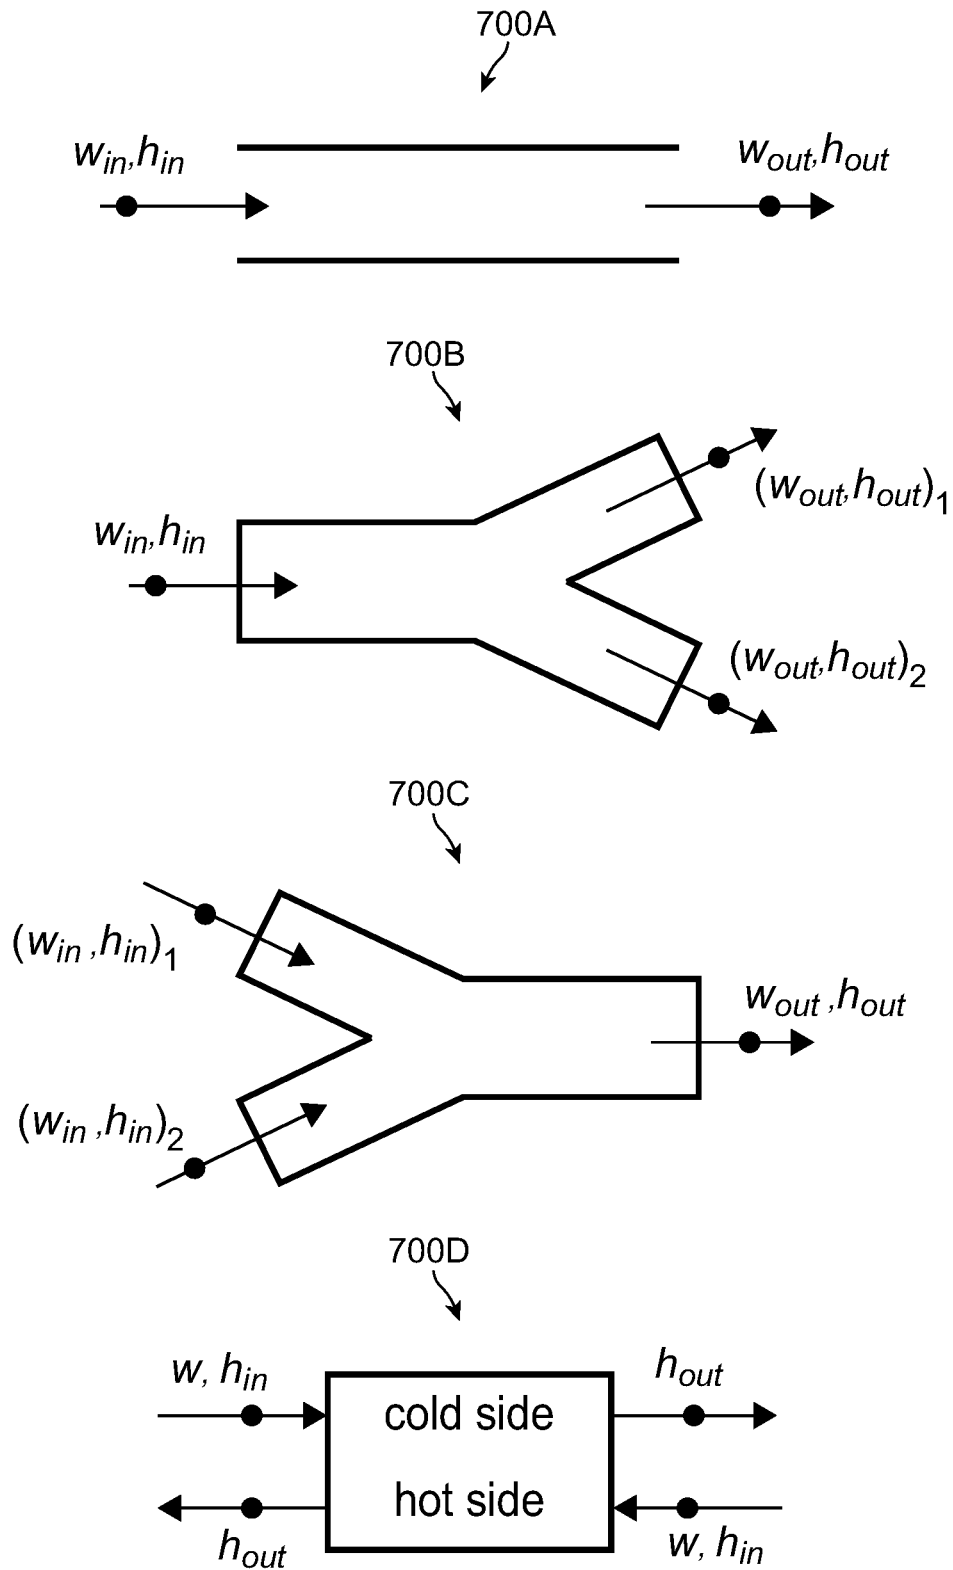 700A
w_in,h_in w_out,h_out
700B
(w_out,h_out)_1
w_in,h_in
(w_out,h_out)_2
700C
(w_in ,h_in)_1
w_out ,h_out
(w_in ,h_in)_2
700D
w, h_in h_out
cold side
hot side
h_out w, h_in